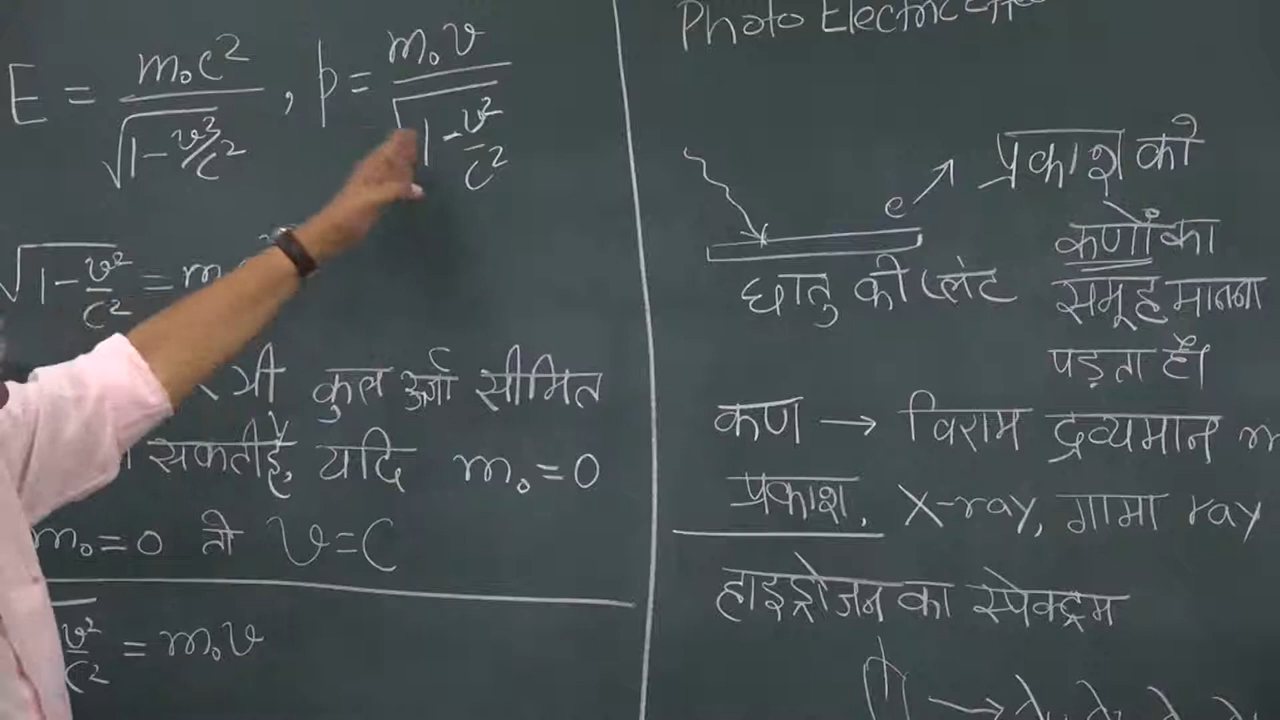 E = m₀c² / √1 - v²/c² , p = m₀v / √1 - v²/c²
√1 - v²/c² = m
कुल ऊर्जा सीमित
सकती है, यदि m₀ = 0
m₀ = 0 तो v = c
v²/c² = m₀v
Photo Electric
e
प्रकाश को
कणों का
धातु की प्लेट
समूह मानना
पड़ता है।
कण → विराम द्रव्यमान m
प्रकाश, X-ray, गामा ray
हाइड्रोजन का स्पेक्ट्रम